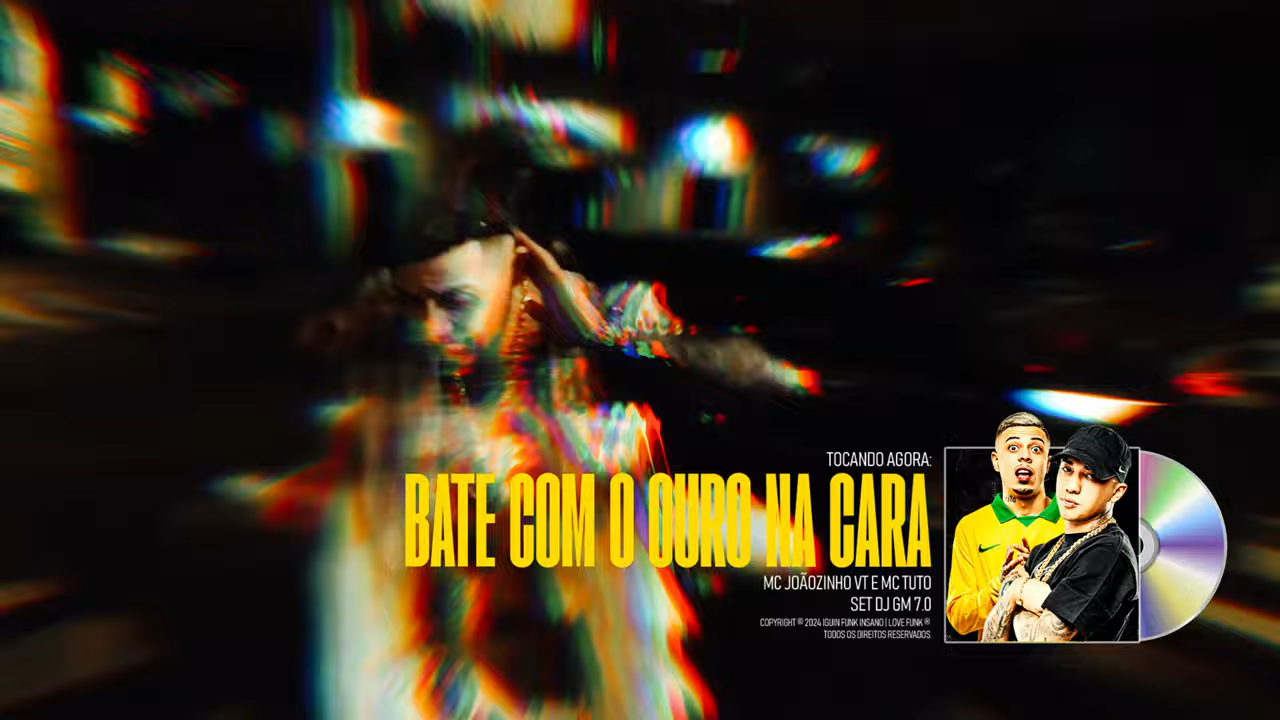 TOCANDO AGORA:
BATE COM O OURO NA CARA
MC JOÃOZINHO VT E MC TUTO
SET DJ GM 7.0
COPYRIGHT ® 2024 IGUIN FUNK INSANO | LOVE FUNK ®
TODOS OS DIREITOS RESERVADOS.